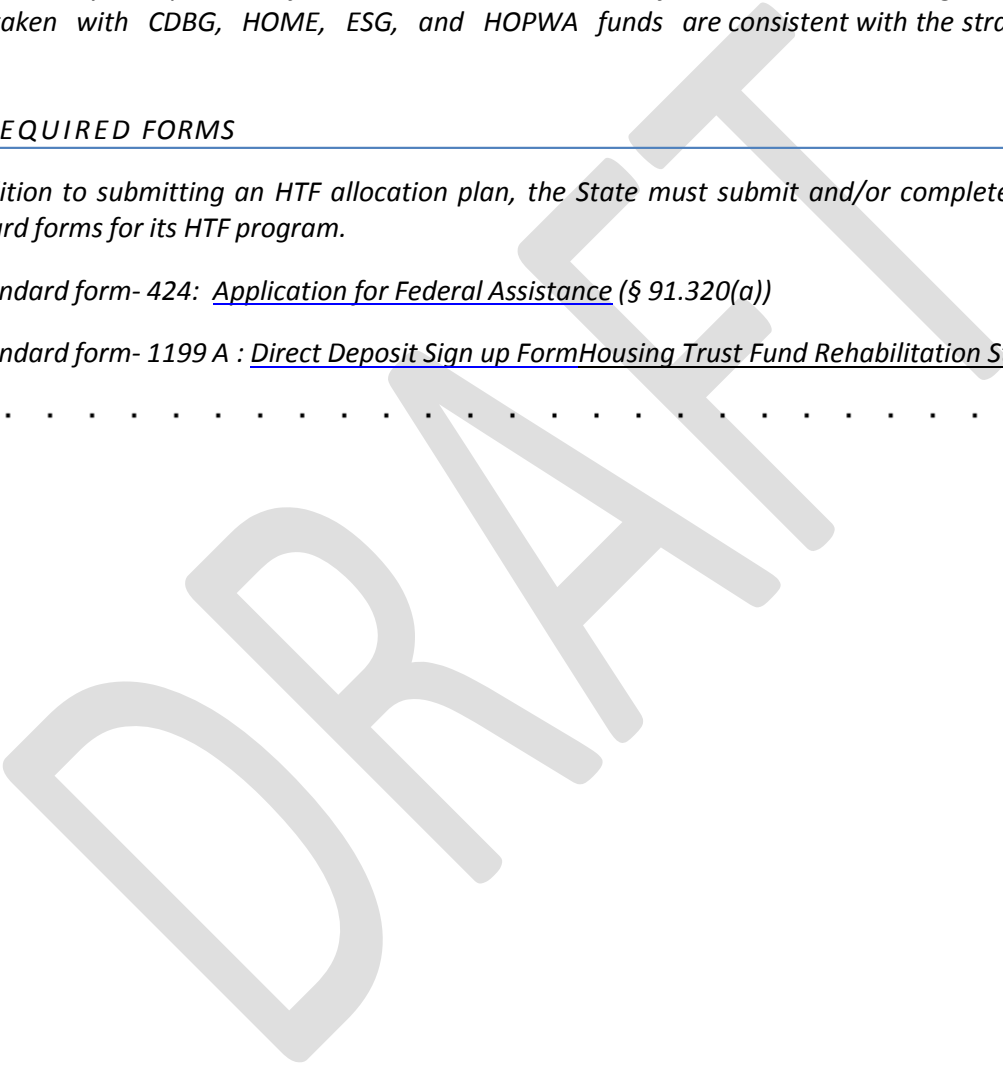 taken with CDBG, HOME, ESG, and HOPWA funds are consistent with the stra
EQUIRED FORMS
ition to submitting an HTF allocation plan, the State must submit and/or complete
ard forms for its HTF program.
ndard form- 424: Application for Federal Assistance (§ 91.320(a))
ndard form- 1199 A : Direct Deposit Sign up FormHousing Trust Fund Rehabilitation S
. . . . . . . . . . . . . . . . . . . . . . . .
DRAFT